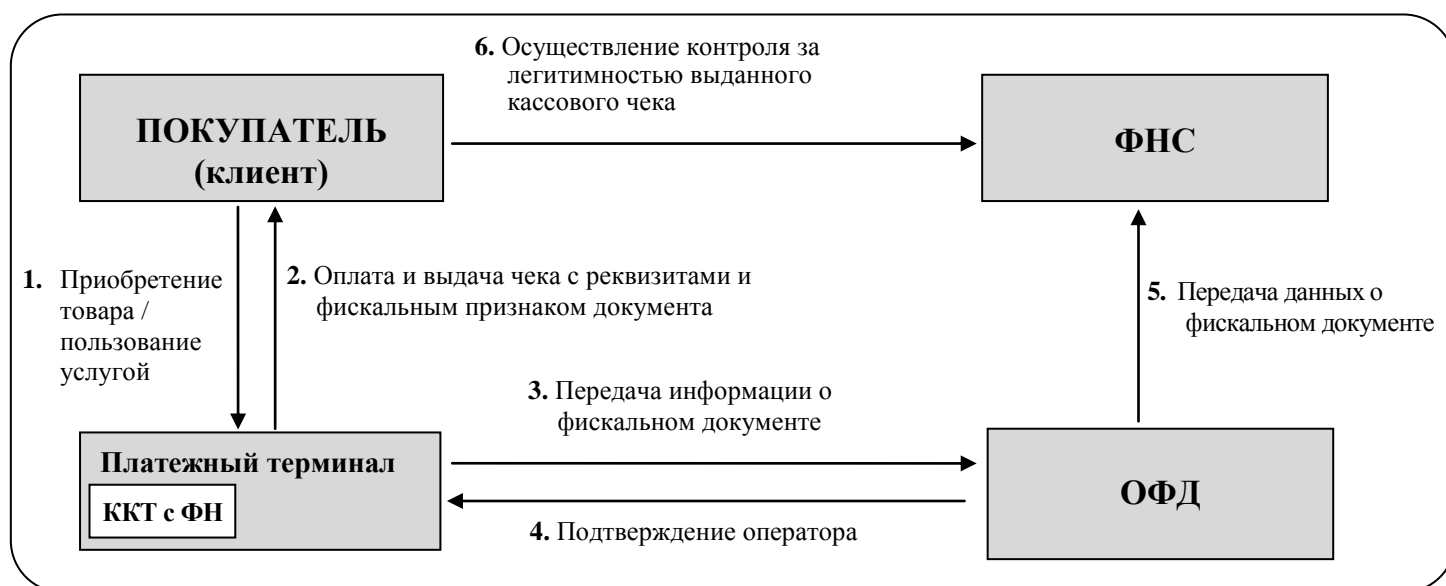 6. Осуществление контроля за
легитимностью выданного
кассового чека
ПОКУПАТЕЛЬ
(клиент)
ФНС
1. Приобретение
товара /
пользование
услугой
2. Оплата и выдача чека с реквизитами и
фискальным признаком документа
5. Передача данных о
фискальном документе
3. Передача информации о
фискальном документе
Платежный терминал
ККТ с ФН
ОФД
4. Подтверждение оператора